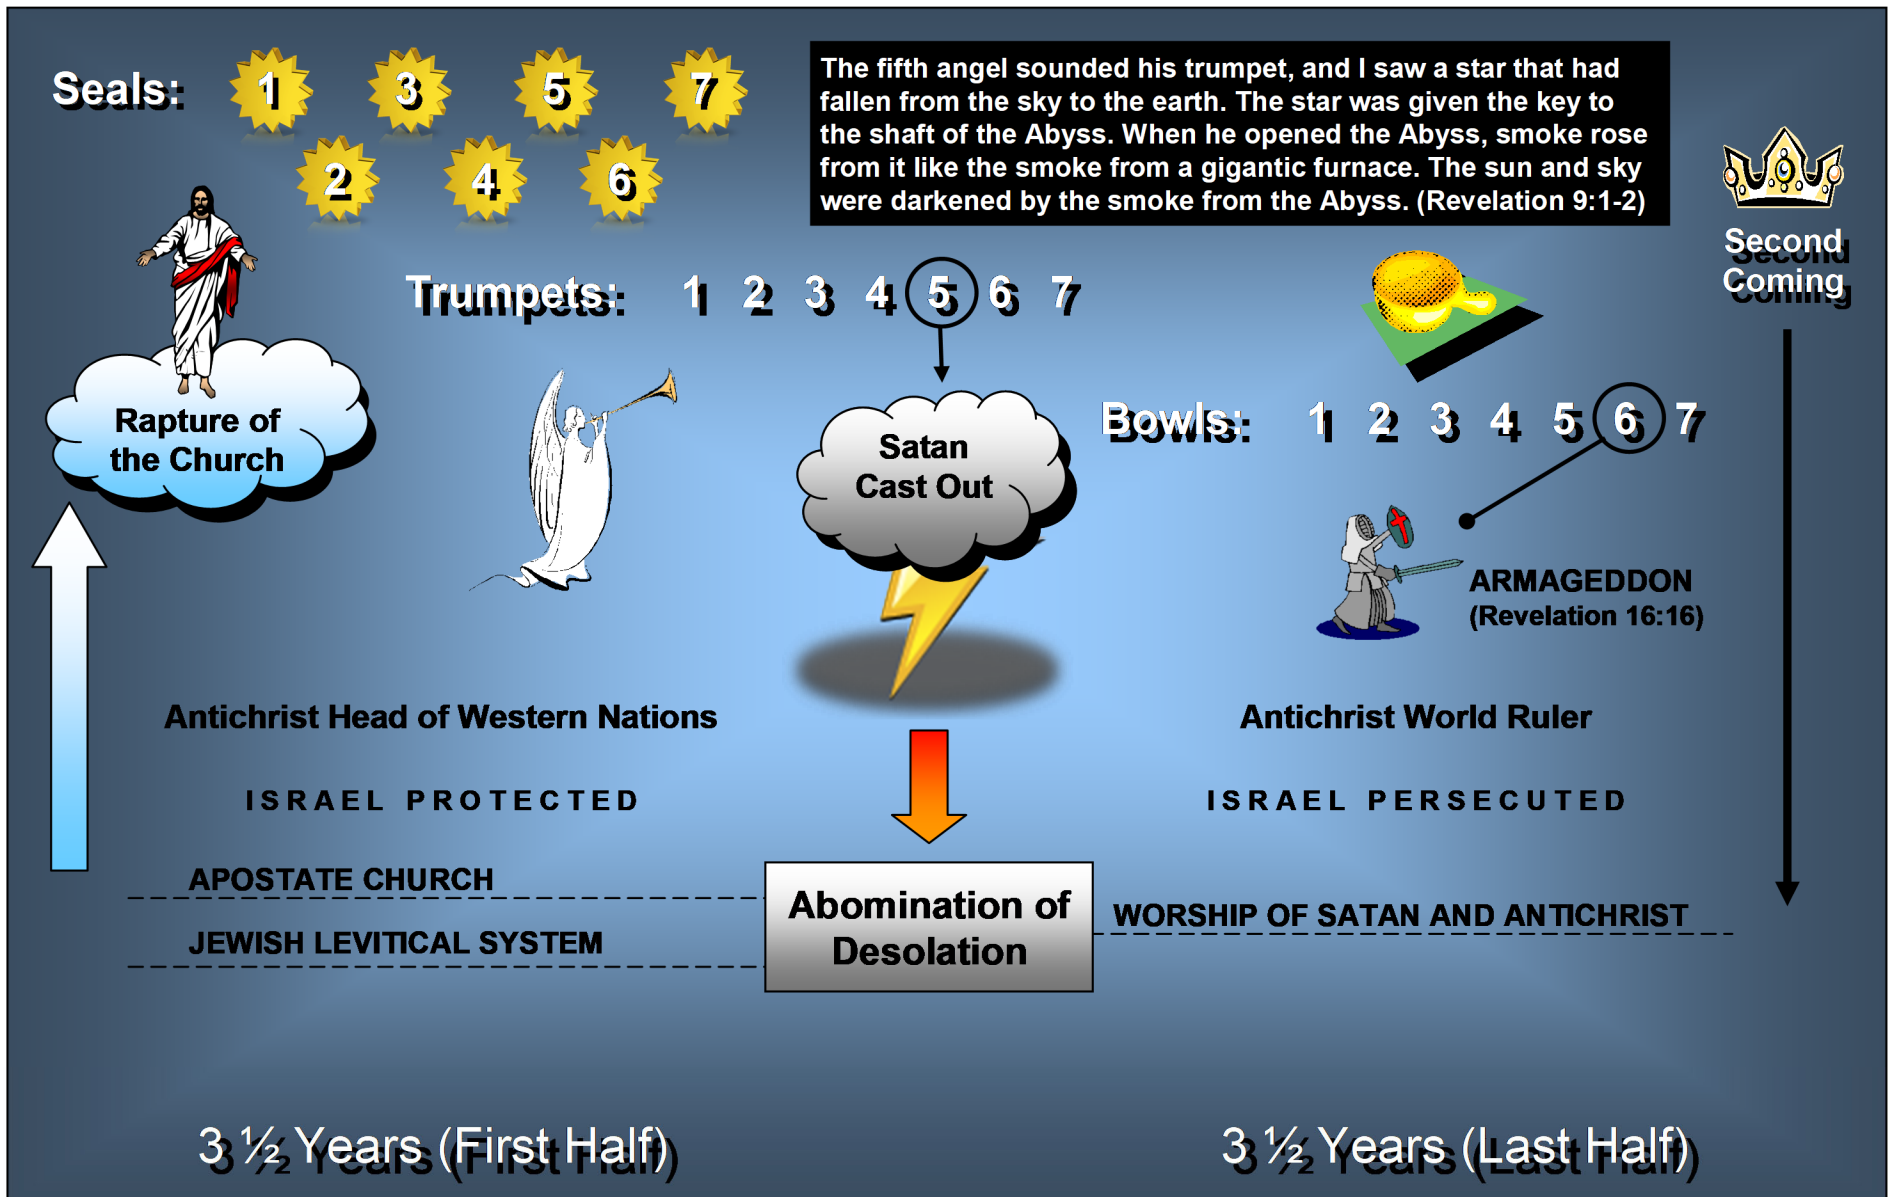 Seals:
1 3 5 7
2 4 6
The fifth angel sounded his trumpet, and I saw a star that had
fallen from the sky to the earth. The star was given the key to
the shaft of the Abyss. When he opened the Abyss, smoke rose
from it like the smoke from a gigantic furnace. The sun and sky
were darkened by the smoke from the Abyss. (Revelation 9:1-2)
Second
Coming
Trumpets: 1 2 3 4 5 6 7
Rapture of
the Church
Satan
Cast Out
Bowls: 1 2 3 4 5 6 7
ARMAGEDDON
(Revelation 16:16)
Antichrist Head of Western Nations
Antichrist World Ruler
ISRAEL PROTECTED
ISRAEL PERSECUTED
APOSTATE CHURCH
JEWISH LEVITICAL SYSTEM
Abomination of
Desolation
WORSHIP OF SATAN AND ANTICHRIST
3 ½ Years (First Half)
3 ½ Years (Last Half)